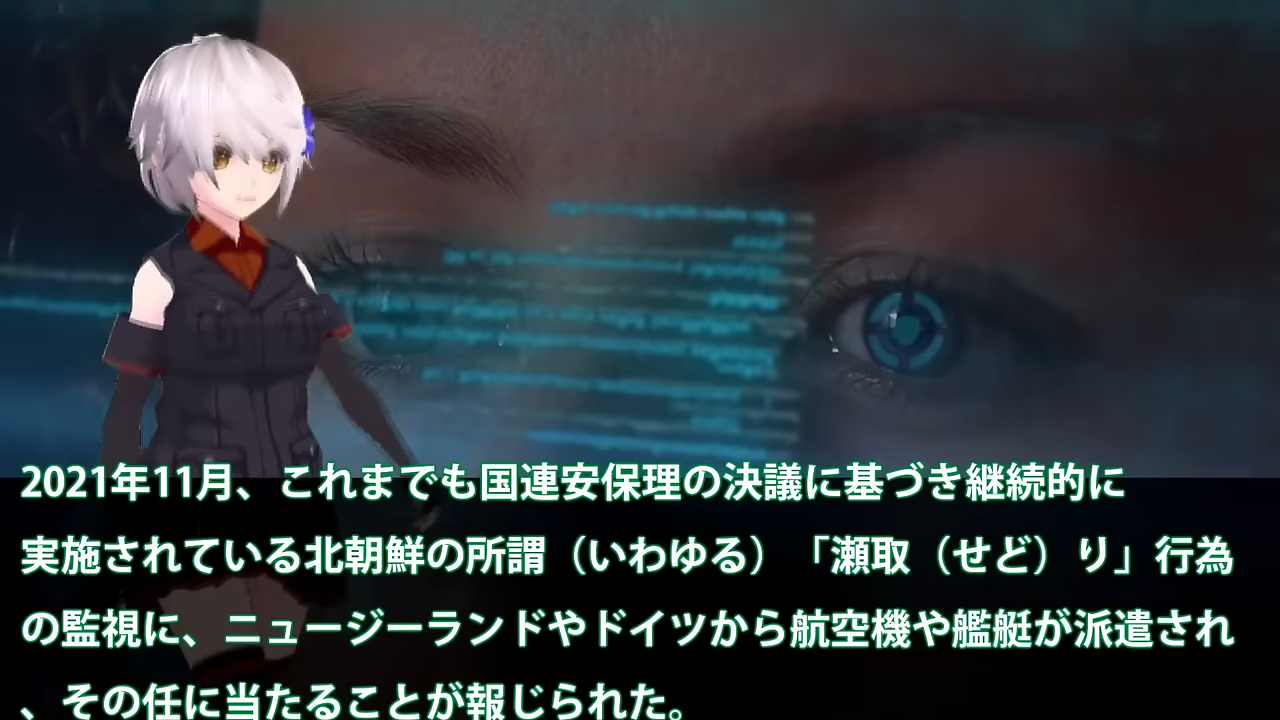 2021年11月、これまでも国連安保理の決議に基づき継続的に
実施されている北朝鮮の所謂（いわゆる）「瀬取（せど）り」行為
の監視に、ニュージーランドやドイツから航空機や艦艇が派遣され
、その任に当たることが報じられた。